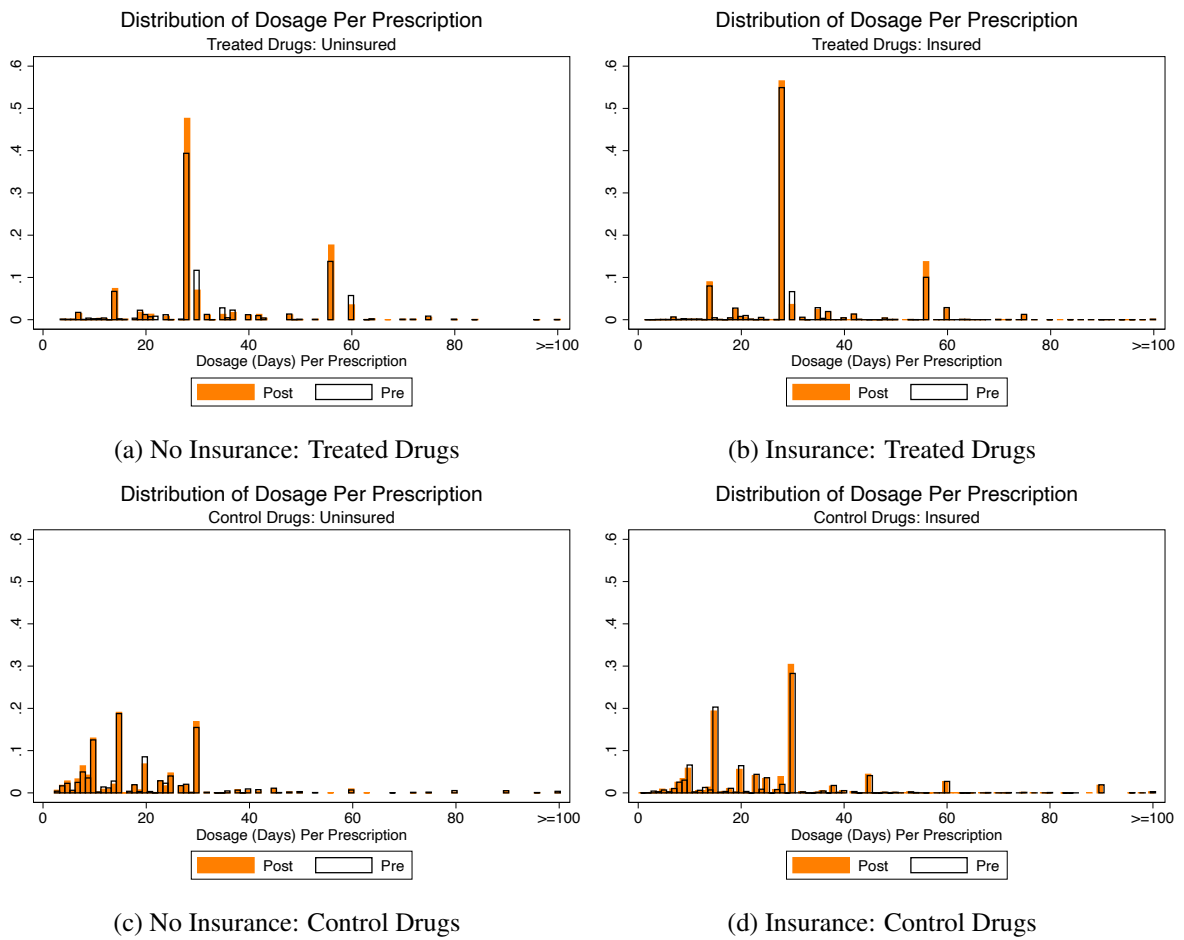 Distribution of Dosage Per Prescription
Treated Drugs: Uninsured
.6
.5
.4
.3
.2
.1
0
0 20 40 60 80 >=100
Dosage (Days) Per Prescription
Post Pre
(a) No Insurance: Treated Drugs
Distribution of Dosage Per Prescription
Treated Drugs: Insured
.6
.5
.4
.3
.2
.1
0
0 20 40 60 80 >=100
Dosage (Days) Per Prescription
Post Pre
(b) Insurance: Treated Drugs
Distribution of Dosage Per Prescription
Control Drugs: Uninsured
.6
.5
.4
.3
.2
.1
0
0 20 40 60 80 >=100
Dosage (Days) Per Prescription
Post Pre
(c) No Insurance: Control Drugs
Distribution of Dosage Per Prescription
Control Drugs: Insured
.6
.5
.4
.3
.2
.1
0
0 20 40 60 80 >=100
Dosage (Days) Per Prescription
Post Pre
(d) Insurance: Control Drugs